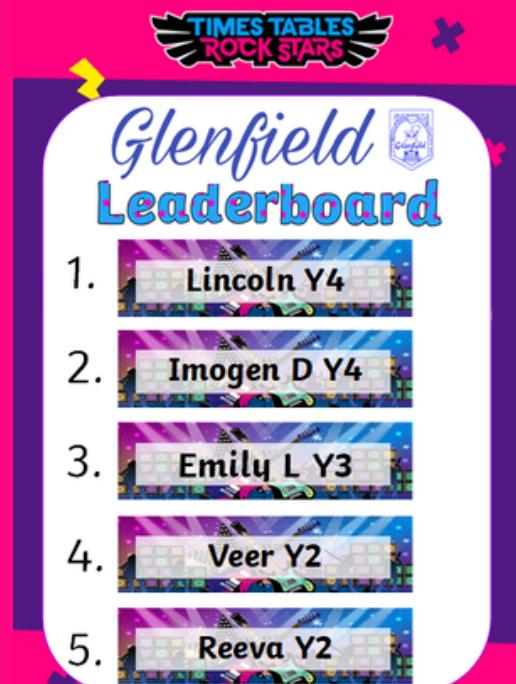 TIMES TABLES
ROCK STARS
Glenfield
Glenfield
Leaderboard
1. Lincoln Y4
2. Imogen D Y4
3. Emily L Y3
4. Veer Y2
5. Reeva Y2